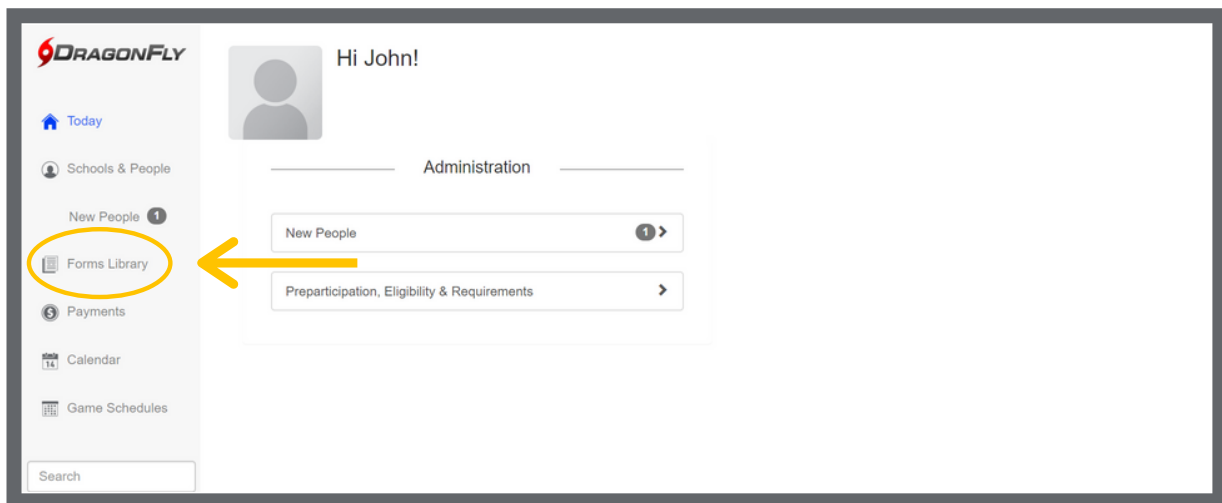 DRAGONFLY
Today
Schools & People
New People 1
Forms Library
Payments
14 Calendar
Game Schedules
Search
Hi John!
Administration
New People 1
Preparticipation, Eligibility & Requirements